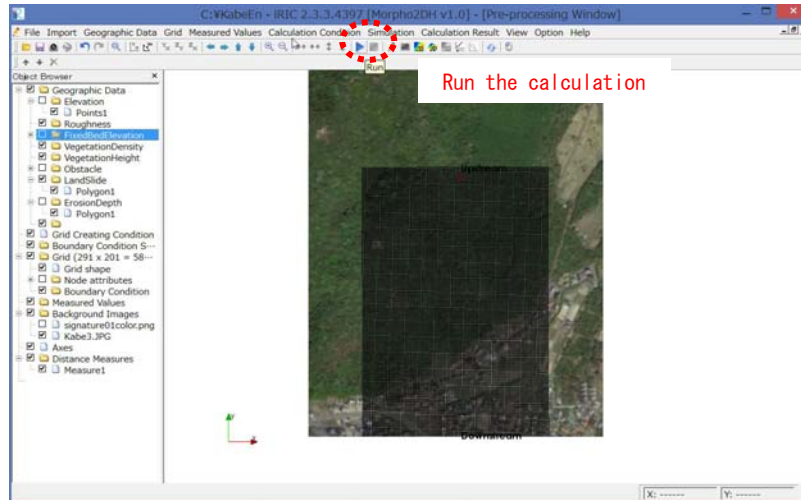 C:¥KabeEn - iRIC 2.3.3.4397 [Morpho2DH v1.0] - [Pre-processing Window]
File Import Geographic Data Grid Measured Values Calculation Condition Simulation Calculation Result View Option Help
Run
Run the calculation
Object Browser
Geographic Data
Elevation
Points1
Roughness
FixedBedElevation
VegetationDensity
VegetationHeight
Obstacle
LandSlide
Polygon1
ErosionDepth
Polygon1
Grid Creating Condition
Boundary Condition S···
Grid (291 x 201 = 58···
Grid shape
Node attributes
Boundary Condition
Measured Values
Background Images
signature01color.png
Kabe3.JPG
Axes
Distance Measures
Measure1
Upstream
Downstream
y
x
X: ------
Y: ------